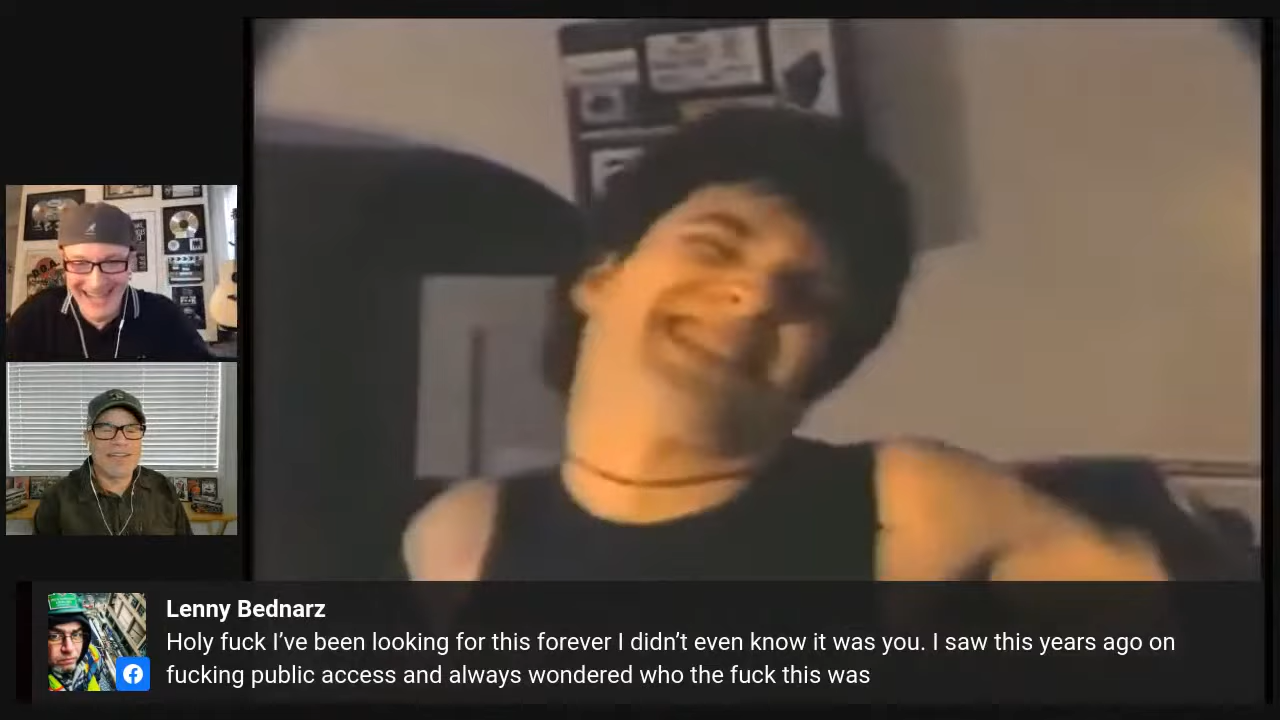 Lenny Bednarz
Holy fuck I've been looking for this forever I didn't even know it was you. I saw this years ago on
fucking public access and always wondered who the fuck this was